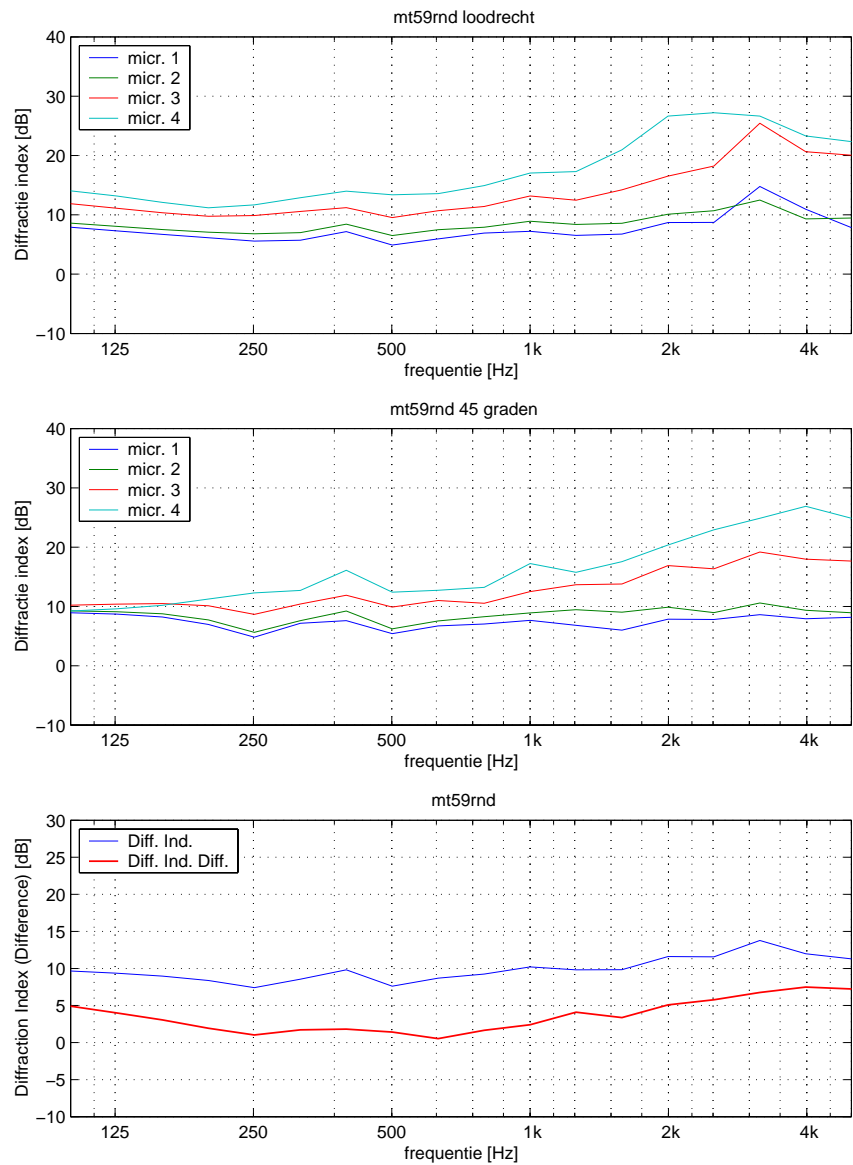 mt59rnd loodrecht
40
30
20
10
0
−10
Diffractie index [dB]
micr. 1
micr. 2
micr. 3
micr. 4
125 250 500 1k 2k 4k
frequentie [Hz]
mt59rnd 45 graden
40
30
20
10
0
−10
Diffractie index [dB]
micr. 1
micr. 2
micr. 3
micr. 4
125 250 500 1k 2k 4k
frequentie [Hz]
mt59rnd
30
25
20
15
10
5
0
−5
−10
Diffraction Index (Difference) [dB]
Diff. Ind.
Diff. Ind. Diff.
125 250 500 1k 2k 4k
frequentie [Hz]